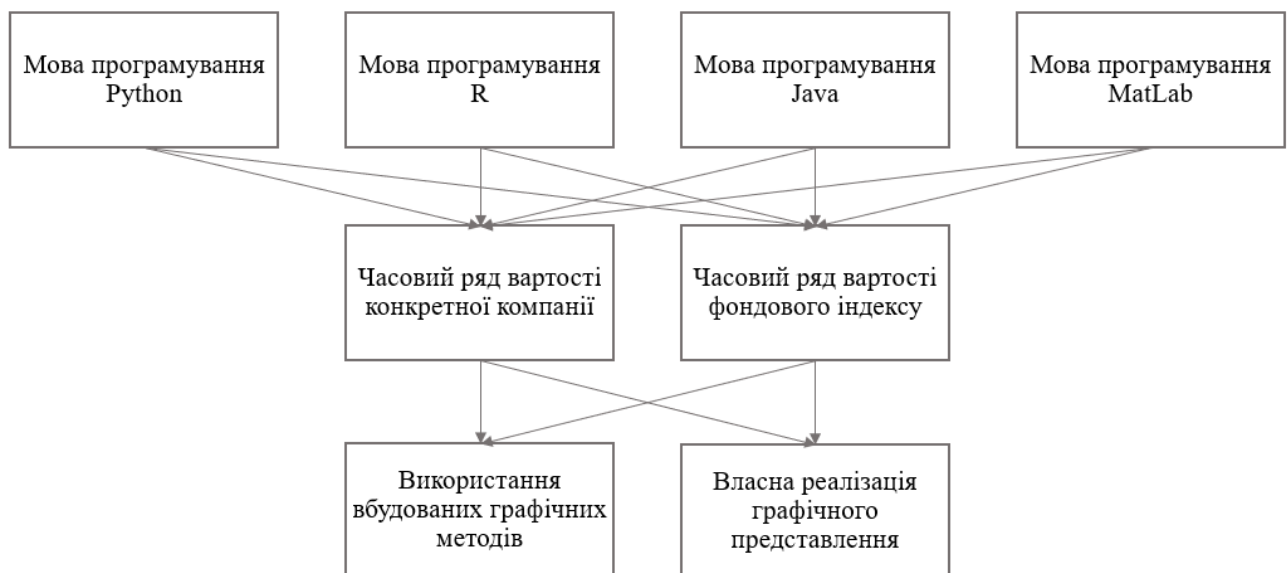 Мова програмування
Python
Мова програмування
R
Мова програмування
Java
Мова програмування
MatLab
Часовий ряд вартості
конкретної компанії
Часовий ряд вартості
фондового індексу
Використання
вбудованих графічних
методів
Власна реалізація
графічного
представлення